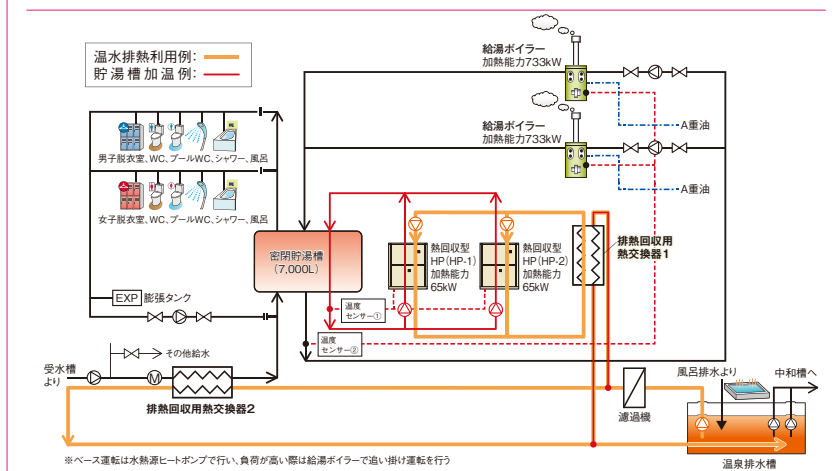 温水排熱利用例:
貯湯槽加温例:
給湯ボイラー
加熱能力733kW
A重油
給湯ボイラー
加熱能力733kW
A重油
男子脱衣室、WC、プールWC、シャワー、風呂
女子脱衣室、WC、プールWC、シャワー、風呂
密閉貯湯槽
(7,000L)
熱回収型
HP(HP-1)
加熱能力
65kW
熱回収型
HP(HP-2)
加熱能力
65kW
排熱回収用
熱交換器1
EXP 膨張タンク
温度
センサー①
温度
センサー②
その他給水
受水槽
より
M
排熱回収用熱交換器2
濾過機
風呂排水より
中和槽へ
温泉排水槽
※ベース運転は水熱源ヒートポンプで行い、負荷が高い際は給湯ボイラーで追い掛け運転を行う